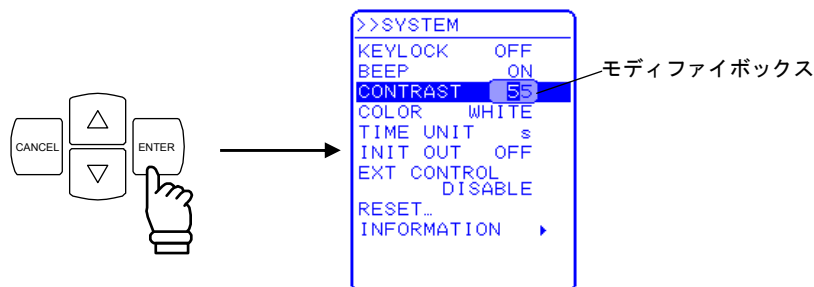 >>SYSTEM
KEYLOCK OFF
BEEP ON
CONTRAST 55
COLOR WHITE
TIME UNIT s
INIT OUT OFF
EXT CONTROL
DISABLE
RESET…
INFORMATION
モディファイボックス
CANCEL
ENTER